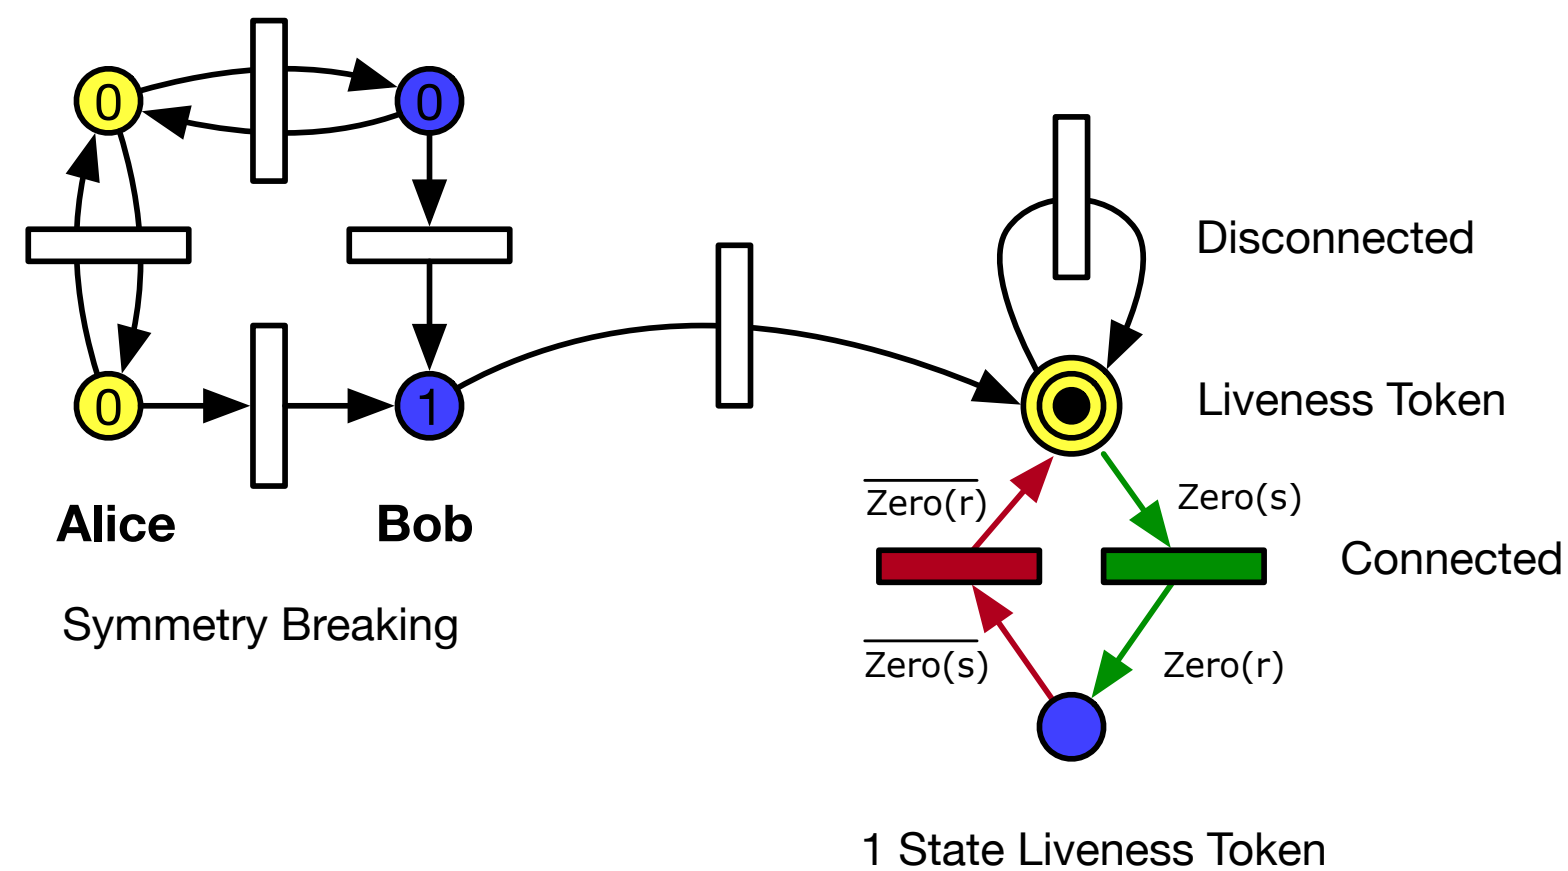 0
0
Disconnected
0
1
Liveness Token
Zero(r)
Zero(s)
Alice
Bob
Connected
Symmetry Breaking
Zero(s)
Zero(r)
1 State Liveness Token